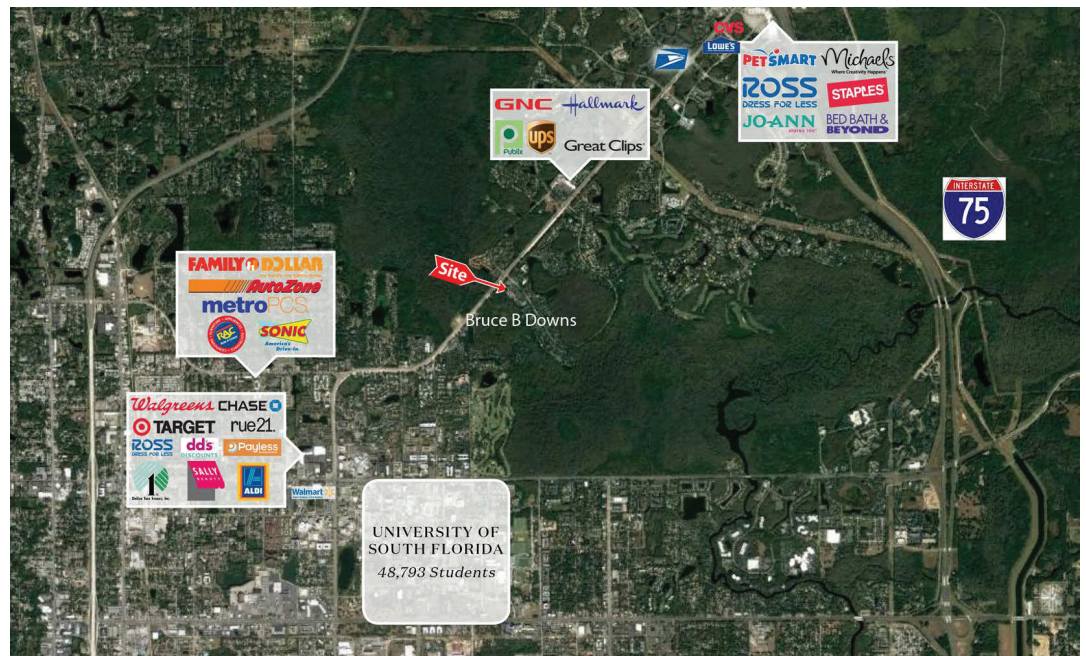 CVS
LOWE'S
PETSMART Michaels
Where Creativity Happens
ROSS
DRESS FOR LESS
STAPLES
JO-ANN
BED BATH &
BEYOND
GNC Hallmark
Publix
ups
Great Clips
INTERSTATE
75
Site
Bruce B Downs
FAMILY DOLLAR
AutoZone
metroPCS.
RAC
SONIC
America's
Drive-In.
Walgreens CHASE
TARGET rue21.
ROSS
DRESS FOR LESS
dd's
DISCOUNTS
Payless
1
Dollar Tree Stores, Inc.
SALLY
BEAUTY
ALDI
Walmart
UNIVERSITY OF
SOUTH FLORIDA
48,793 Students